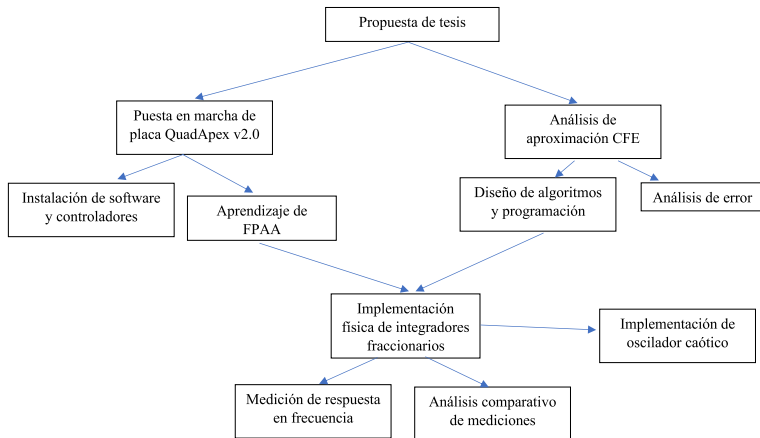 Propuesta de tesis
Puesta en marcha de
placa QuadApex v2.0
Análisis de
aproximación CFE
Instalación de software
y controladores
Aprendizaje de
FPAA
Diseño de algoritmos
y programación
Análisis de error
Implementación
física de integradores
fraccionarios
Implementación de
oscilador caótico
Medición de respuesta
en frecuencia
Análisis comparativo
de mediciones